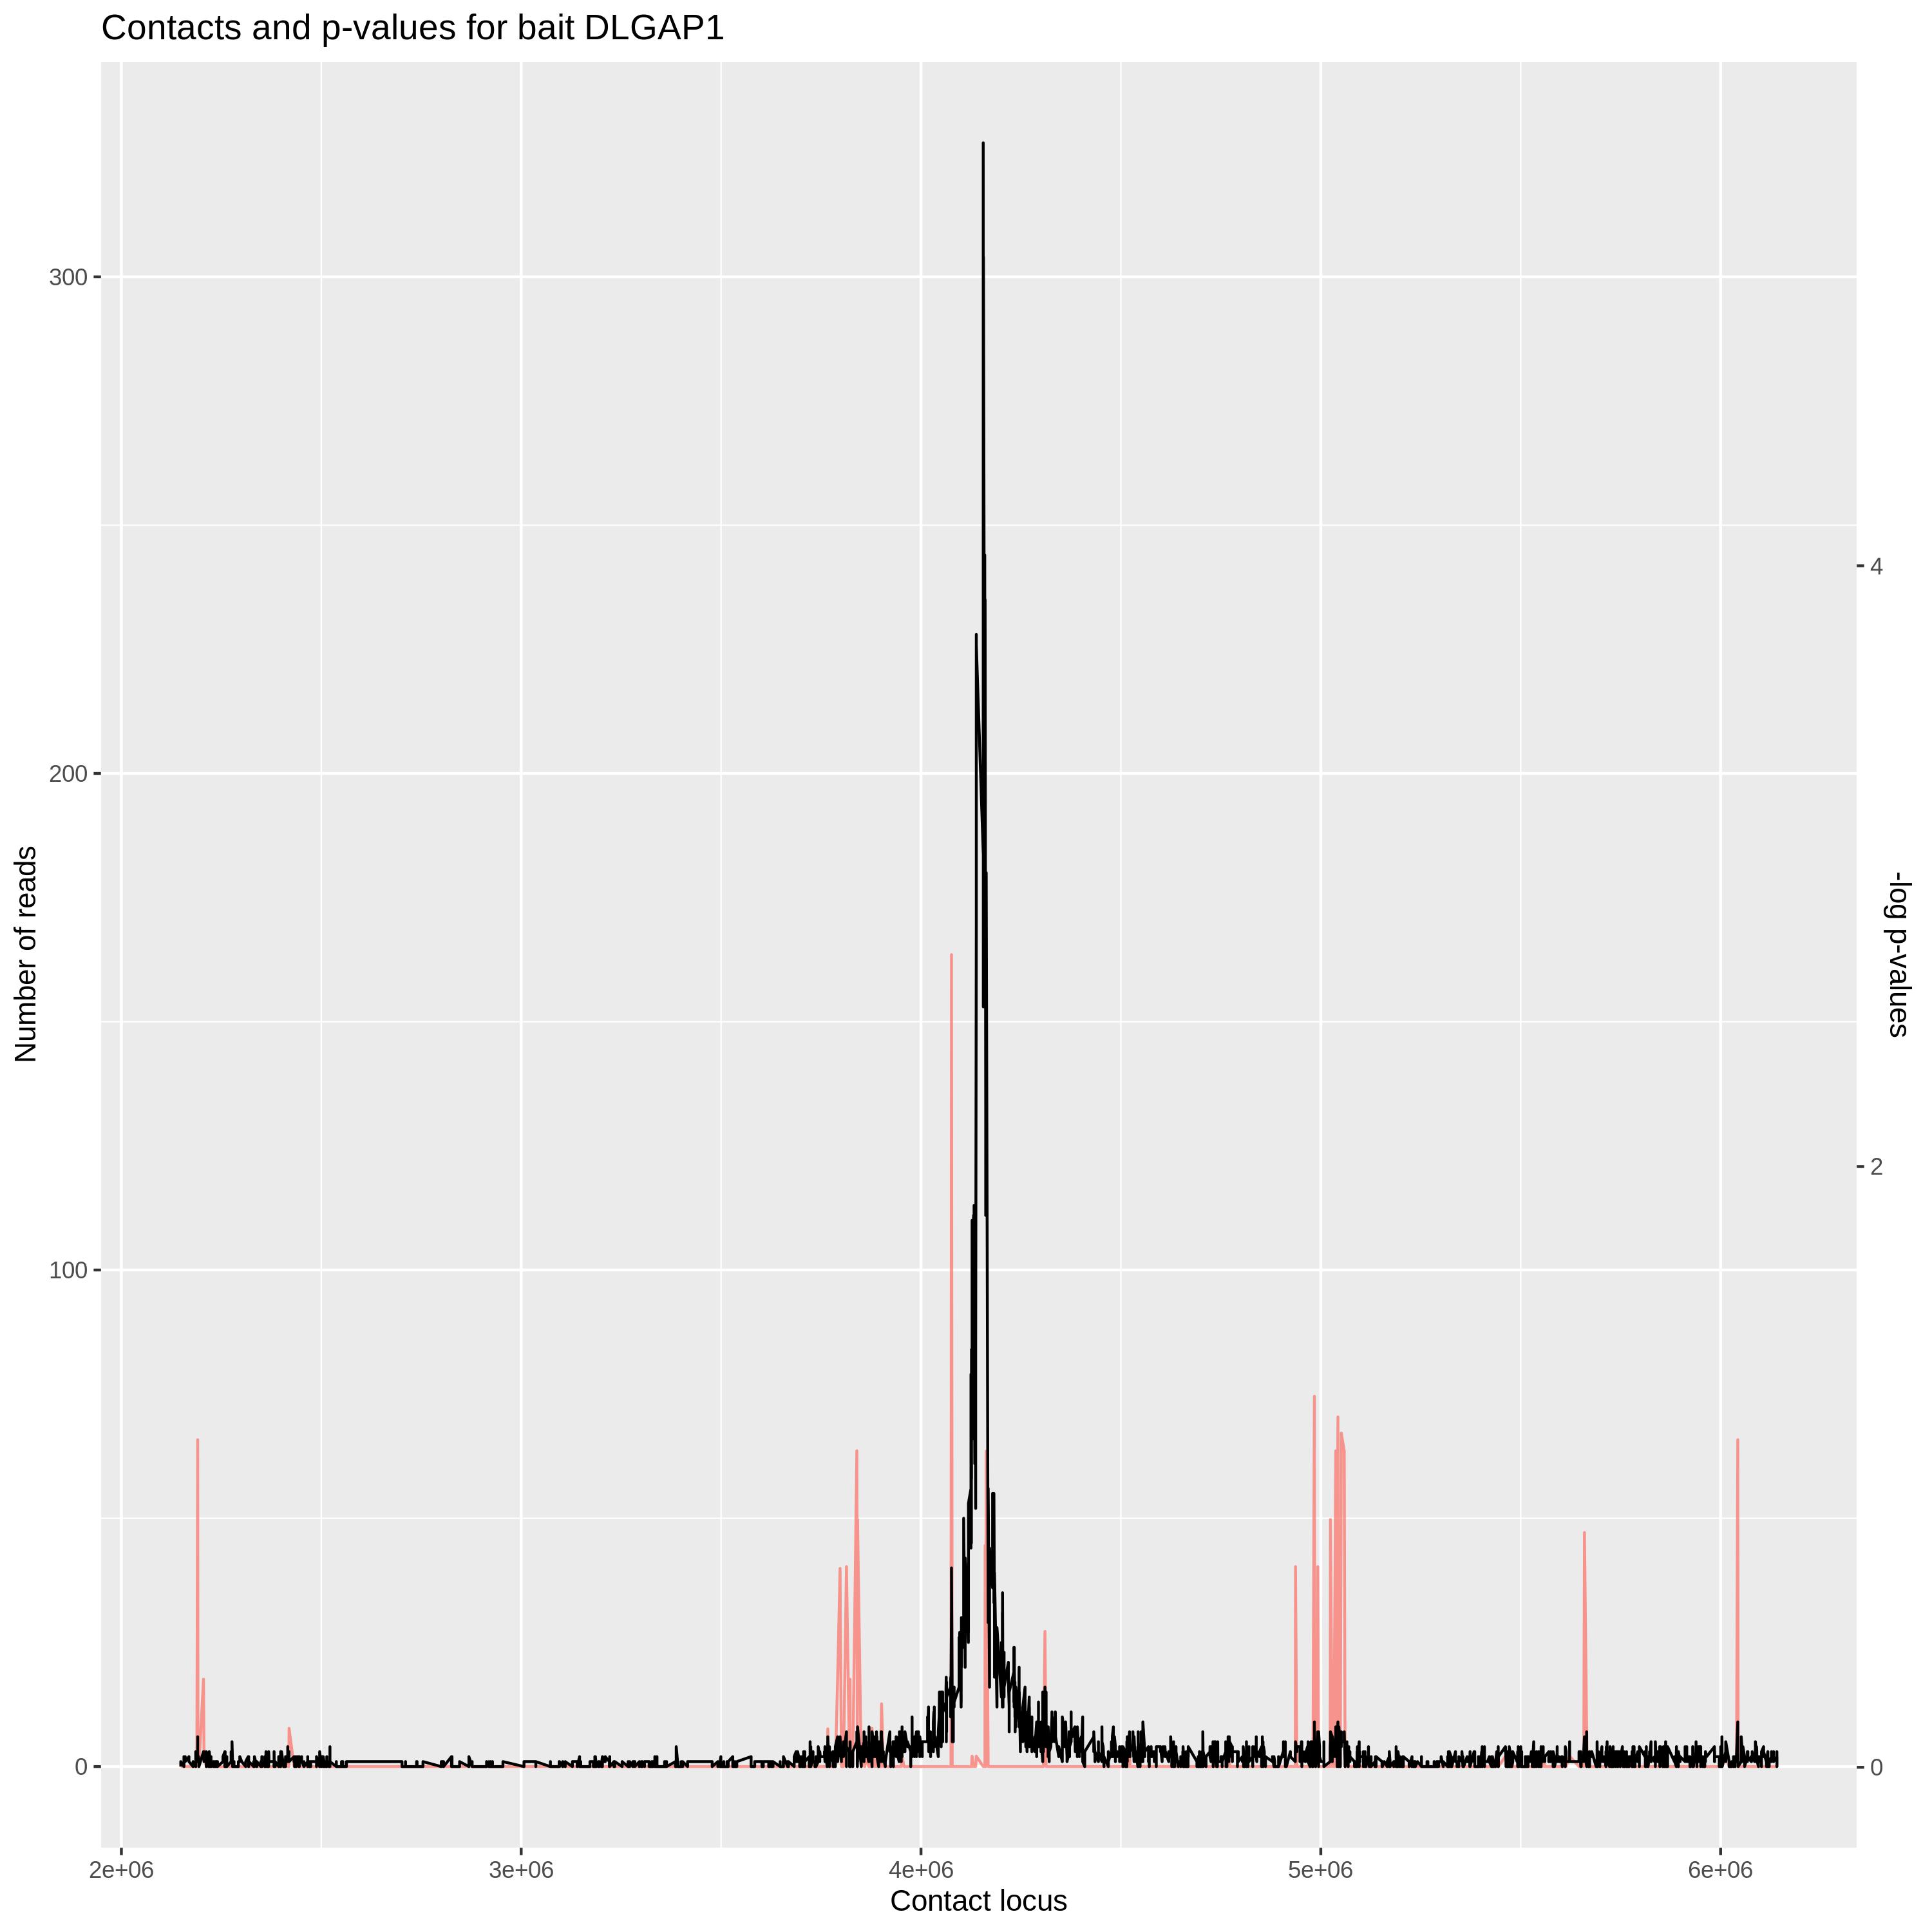 Contacts and p-values for bait DLGAP1
300
200
100
0
Number of reads
4
2
0
-log p-values
2e+06
3e+06
4e+06
5e+06
6e+06
Contact locus